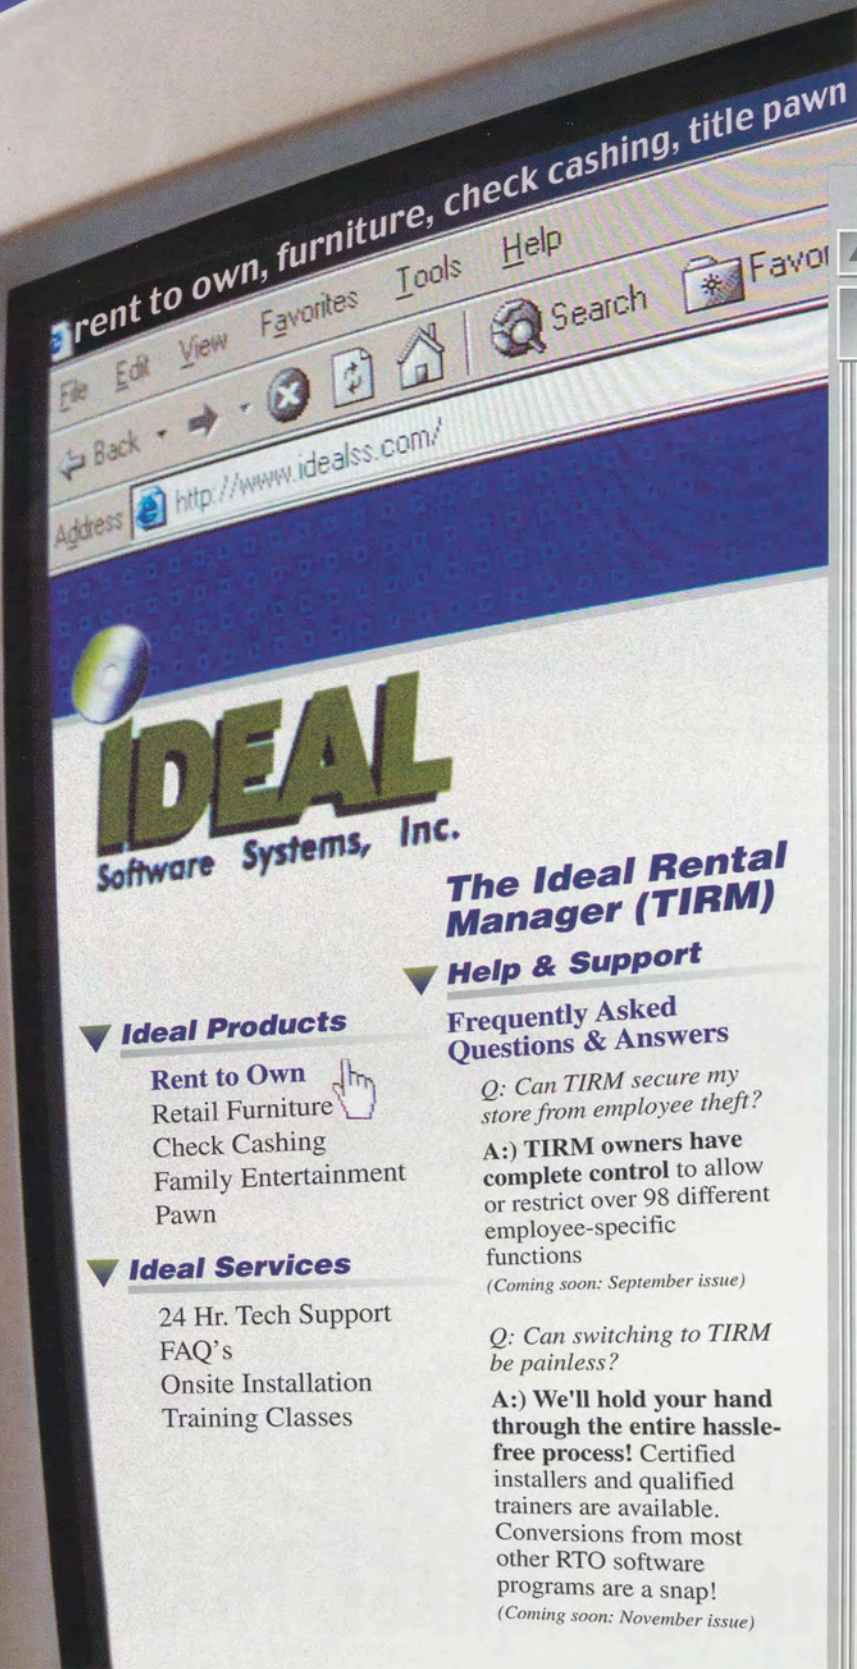 rent to own, furniture, check cashing, title pawn
File Edit View Favorites Tools Help
Back Search Favor
Address http://www.idealss.com/
iDEAL
Software Systems, Inc.
The Ideal Rental
Manager (TIRM)
Help & Support
Frequently Asked
Questions & Answers
Q: Can TIRM secure my
store from employee theft?
A:) TIRM owners have
complete control to allow
or restrict over 98 different
employee-specific
functions
(Coming soon: September issue)
Q: Can switching to TIRM
be painless?
A:) We'll hold your hand
through the entire hassle-
free process! Certified
installers and qualified
trainers are available.
Conversions from most
other RTO software
programs are a snap!
(Coming soon: November issue)
Ideal Products
Rent to Own
Retail Furniture
Check Cashing
Family Entertainment
Pawn
Ideal Services
24 Hr. Tech Support
FAQ's
Onsite Installation
Training Classes